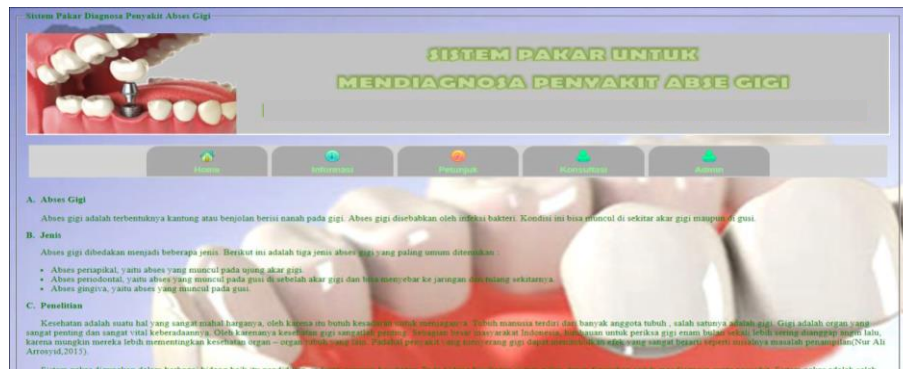 Sistem Pakar Diagnosa Penyakit Abses Gigi
SISTEM PAKAR UNTUK
MENDIAGNOSA PENYAKIT ABSE GIGI
Home
Informasi
Petunjuk
Konsultasi
Admin
A. Abses Gigi
Abses gigi adalah terbentuknya kantung atau benjolan berisi nanah pada gigi. Abses gigi disebabkan oleh infeksi bakteri. Kondisi ini bisa muncul di sekitar akar gigi maupun di gusi.
B. Jenis
Abses gigi dibedakan menjadi beberapa jenis. Berikut ini adalah tiga jenis abses gigi yang paling umum ditemukan :
• Abses periapikal, yaitu abses yang muncul pada ujung akar gigi.
• Abses periodontal, yaitu abses yang muncul pada gusi di sebelah akar gigi dan bisa menyebar ke jaringan dan tulang sekitarnya.
• Abses gingiva, yaitu abses yang muncul pada gusi.
C. Penelitian
Kesehatan adalah suatu hal yang sangat mahal harganya, oleh karena itu butuh kesadaran untuk menjaganya. Tubuh manusia terdiri dari banyak anggota tubuh , salah satunya adalah gigi. Gigi adalah organ yang
sangat penting dan sangat vital keberadaannya. Oleh karenanya kesehatan gigi sangatlah penting. Sebagian besar masyarakat Indonesia, himbauan untuk periksa gigi enam bulan sekali lebih sering dianggap angin lalu,
karena mungkin mereka lebih mementingkan kesehatan organ – organ tubuh yang lain. Padahal penyakit yang menyerang gigi dapat menimbulkan efek yang sangat berarti seperti misalnya masalah penampilan(Nur Ali
Arrosyid,2015).